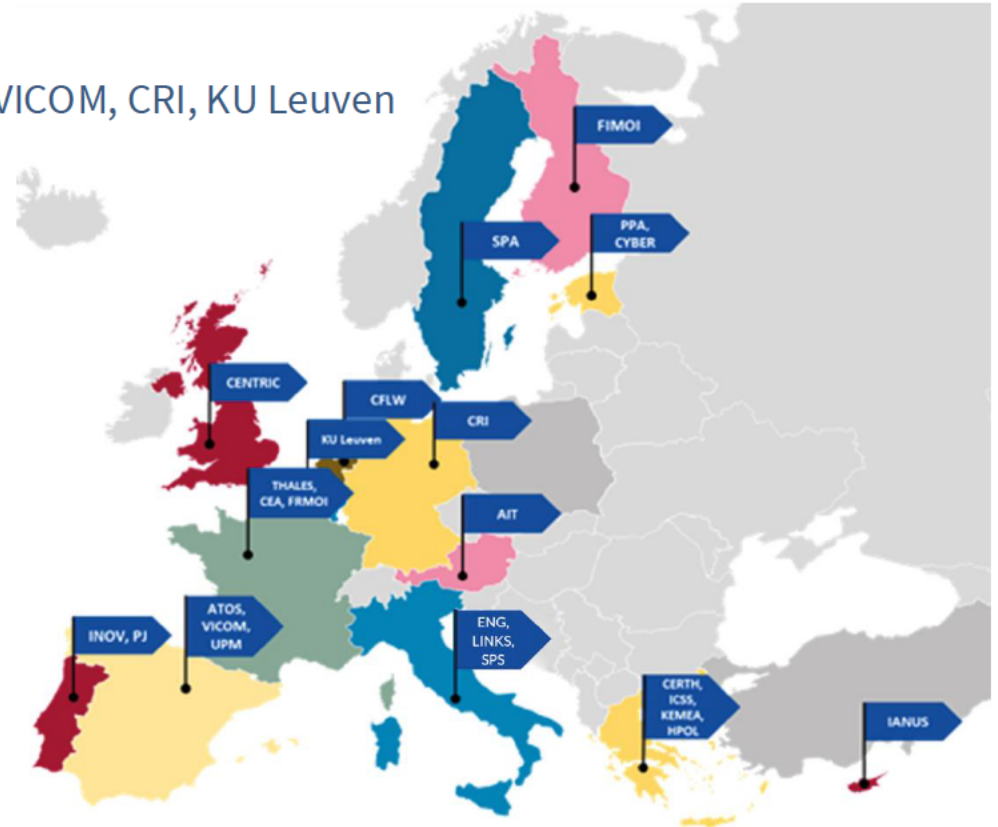 VICOM, CRI, KU Leuven
FIMOI
SPA
PPA,
CYBER
CENTRIC
CFLW
CRI
KU Leuven
THALES,
CEA, FRMOI
AIT
ATOS,
VICOM,
UPM
INOV, PJ
ENG,
LINKS,
SPS
CERTH,
ICSS,
KEMEA,
HPOL
IANUS